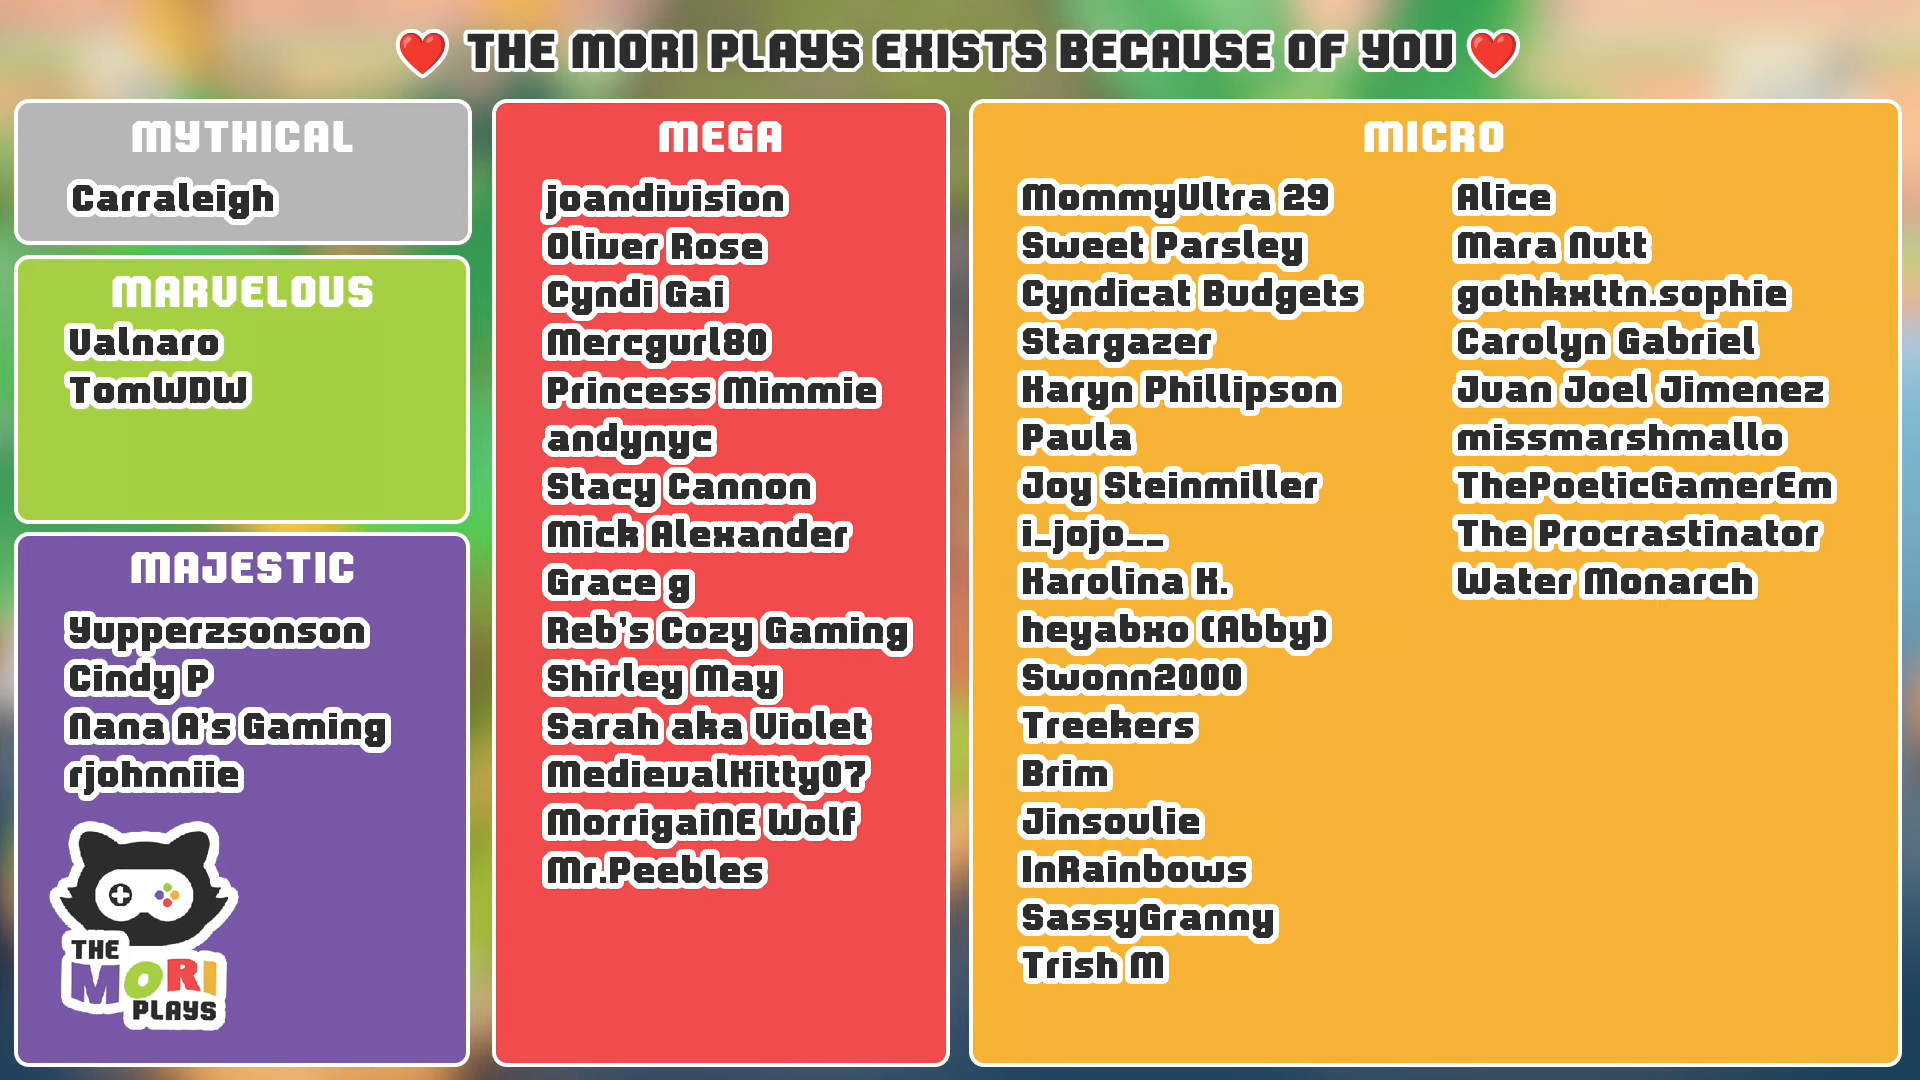 ❤️ THE MORI PLAYS EXISTS BECAUSE OF YOU ❤️
MYTHICAL
Carraleigh
MARVELOUS
Valnaro
TomWDW
MAJESTIC
Yupperzsonson
Cindy P
Nana A's Gaming
rjohnniie
THE
MORI
PLAYS
MEGA
joandivision
Oliver Rose
Cyndi Gai
Mercgurl80
Princess Mimmie
andynyc
Stacy Cannon
Mick Alexander
Grace g
Reb's Cozy Gaming
Shirley May
Sarah aka Violet
MedievalKitty07
MorrigaiNE Wolf
Mr.Peebles
MICRO
MommyUltra 29
Sweet Parsley
Cyndicat Budgets
Stargazer
Karyn Phillipson
Paula
Joy Steinmiller
i_jojo__
Karolina K.
heyabxo (Abby)
Swonn2000
Treekers
Brim
Jinsoulie
InRainbows
SassyGranny
Trish M
Alice
Mara Nutt
gothkxttn.sophie
Carolyn Gabriel
Juan Joel Jimenez
missmarshmallo
ThePoeticGamerEm
The Procrastinator
Water Monarch